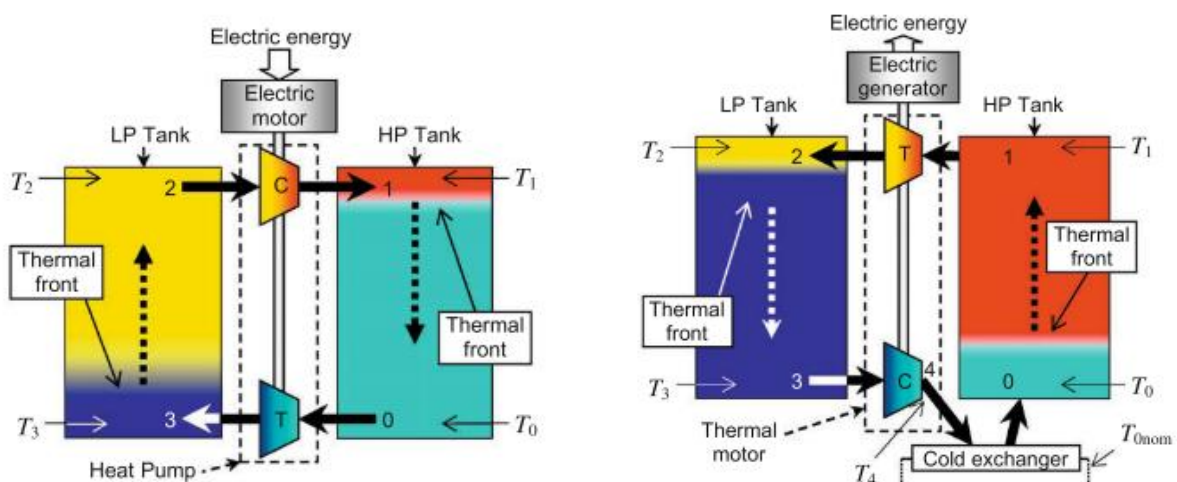 Electric energy
Electric
motor
LP Tank
HP Tank
T2
2
C
1
T1
Thermal
front
Thermal
front
T3
3
T
0
T0
Heat Pump
Electric energy
Electric
generator
LP Tank
HP Tank
T2
2
T
1
T1
Thermal
front
Thermal
front
T3
3
C
4
0
T0
Thermal
motor
T4
Cold exchanger
T0nom